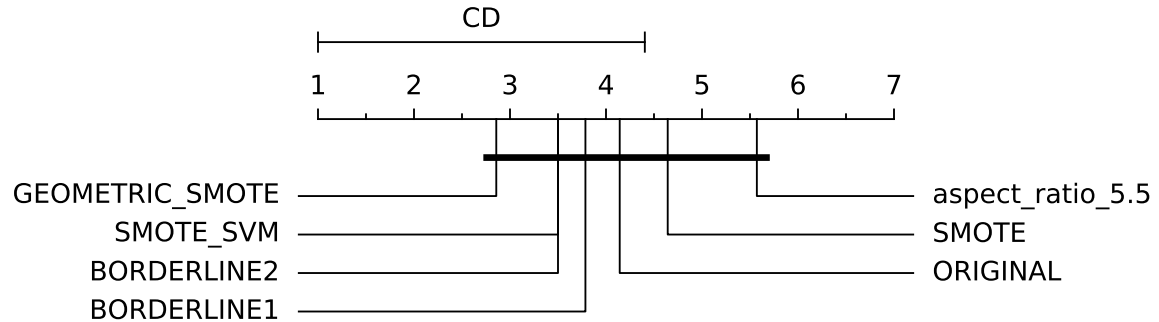 CD
1 2 3 4 5 6 7
GEOMETRIC_SMOTE aspect_ratio_5.5
SMOTE_SVM SMOTE
BORDERLINE2 ORIGINAL
BORDERLINE1